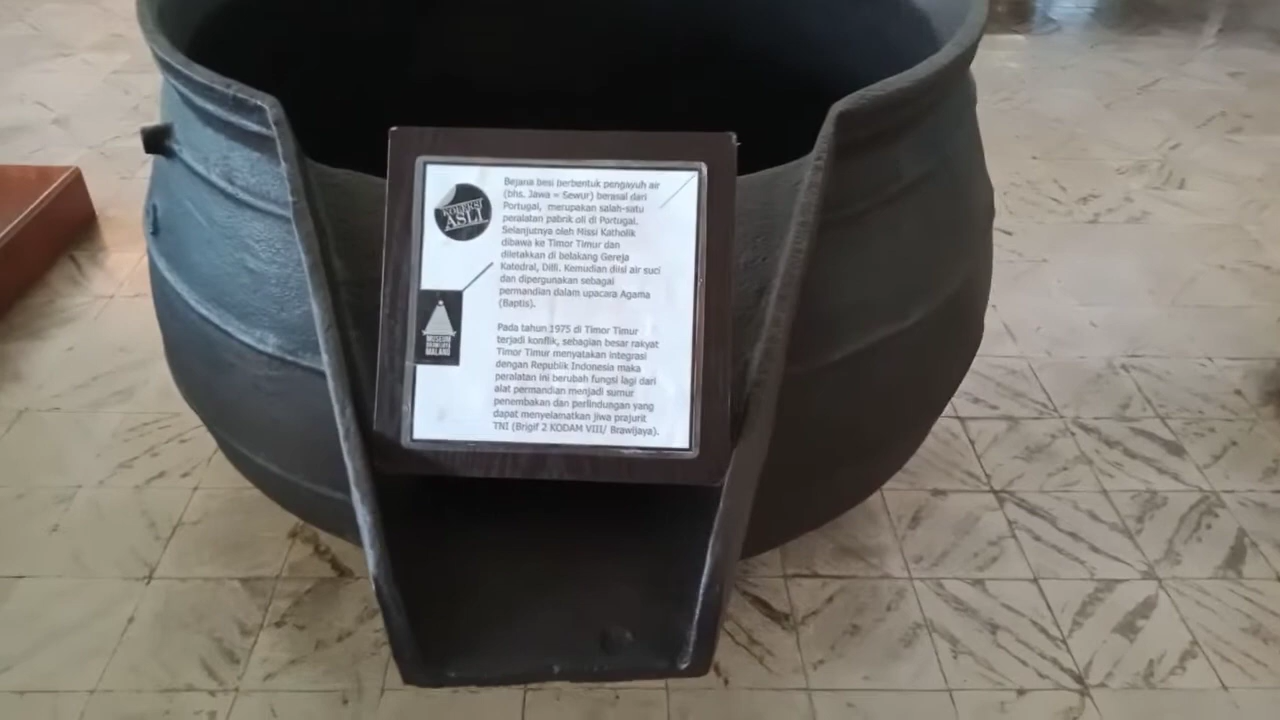 KOLEKSI
ASLI
Bejana besi berbentuk pengayuh air
(bhs. Jawa = Sewur) berasal dari
Portugal, merupakan salah-satu
peralatan pabrik oli di Portugal.
Selanjutnya oleh Missi Katholik
dibawa ke Timor Timur dan
diletakkan di belakang Gereja
Katedral, Dilli. Kemudian diisi air suci
dan dipergunakan sebagai
permandian dalam upacara Agama
(Baptis).
MUSEUM
BRAWIJAYA
MALANG
Pada tahun 1975 di Timor Timur
terjadi konflik, sebagian besar rakyat
Timor Timur menyatakan integrasi
dengan Republik Indonesia maka
peralatan ini berubah fungsi lagi dari
alat permandian menjadi sumur
penembakan dan perlindungan yang
dapat menyelamatkan jiwa prajurit
TNI (Brigif 2 KODAM VIII/ Brawijaya).